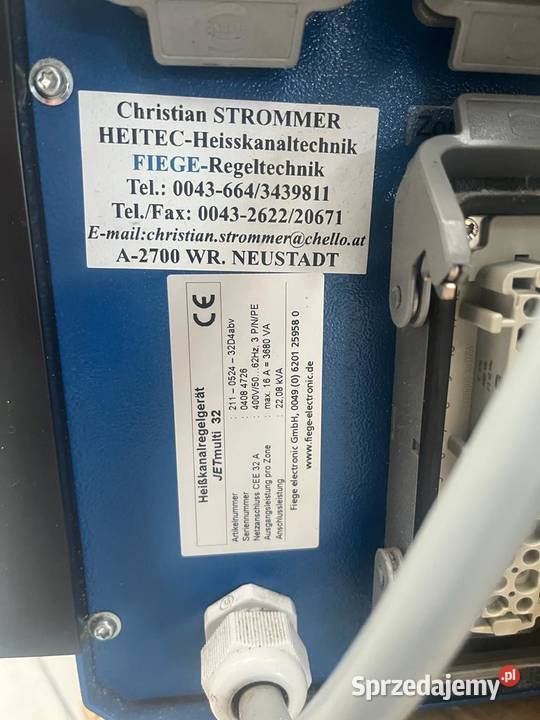 Christian STROMMER
HEITEC-Heisskanaltechnik
FIEGE-Regeltechnik
Tel.: 0043-664/3439811
Tel./Fax: 0043-2622/20671
E-mail:christian.strommer@chello.at
A-2700 WR. NEUSTADT
CE
Heißkanalregelgerät
JETmulti 32
Artikelnummer : 211 - 0524 - 32D4abv
Seriennummer : 0408 4726
Netzanschluss CEE 32 A : 400V/50...62Hz, 3 P/N/PE
Ausgangsleistung pro Zone : max. 16 A = 3680 VA
Anschlussleistung : 22,08 kVA
Fiege electronic GmbH, 0049 (0) 6201 25958 0
www.fiege-electronic.de
Sprzedajemy.pl